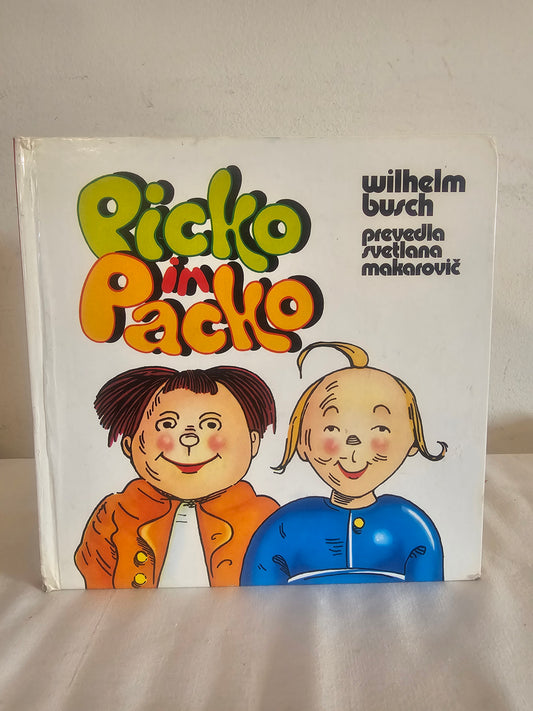 Picko
in
Packo
wilhelm
busch
prevedla
svetlana
makarovič